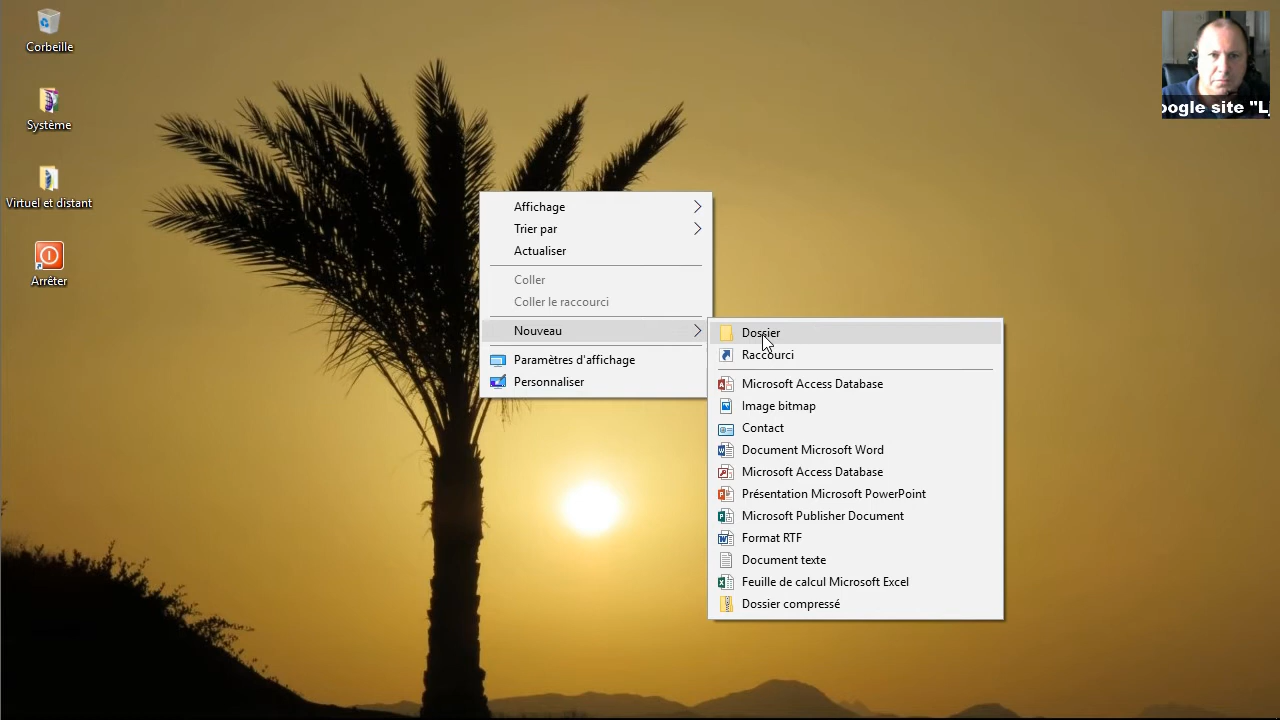 Corbeille
Système
Virtuel et distant
Arrêter
oogle site "L
Affichage
Trier par
Actualiser
Coller
Coller le raccourci
Nouveau
Paramètres d'affichage
Personnaliser
Dossier
Raccourci
Microsoft Access Database
Image bitmap
Contact
Document Microsoft Word
Microsoft Access Database
Présentation Microsoft PowerPoint
Microsoft Publisher Document
Format RTF
Document texte
Feuille de calcul Microsoft Excel
Dossier compressé